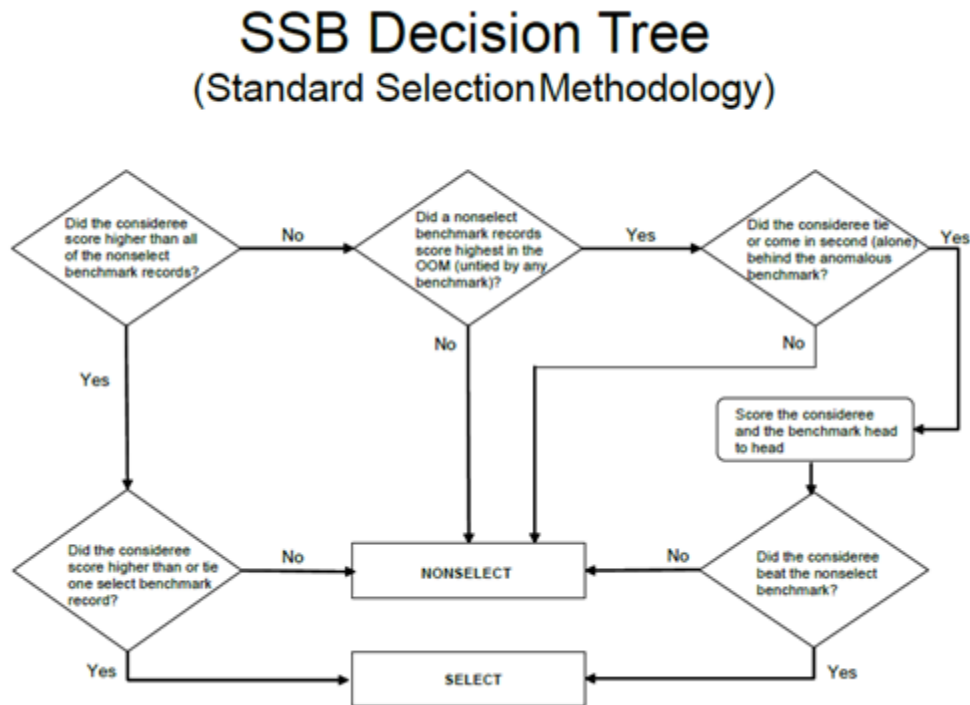 SSB Decision Tree
(Standard Selection Methodology)
Did the consideree
score higher than all
of the nonselect
benchmark records?
No
Did a nonselect
benchmark records
score highest in the
OOM (untied by any
benchmark)?
Yes
Did the consideree tie
or come in second (alone)
behind the anomalous
benchmark?
Yes
Yes
No
No
Score the consideree
and the benchmark head
to head
Did the consideree
score higher than or tie
one select benchmark
record?
No
NONSELECT
No
Did the consideree
beat the nonselect
benchmark?
Yes
SELECT
Yes